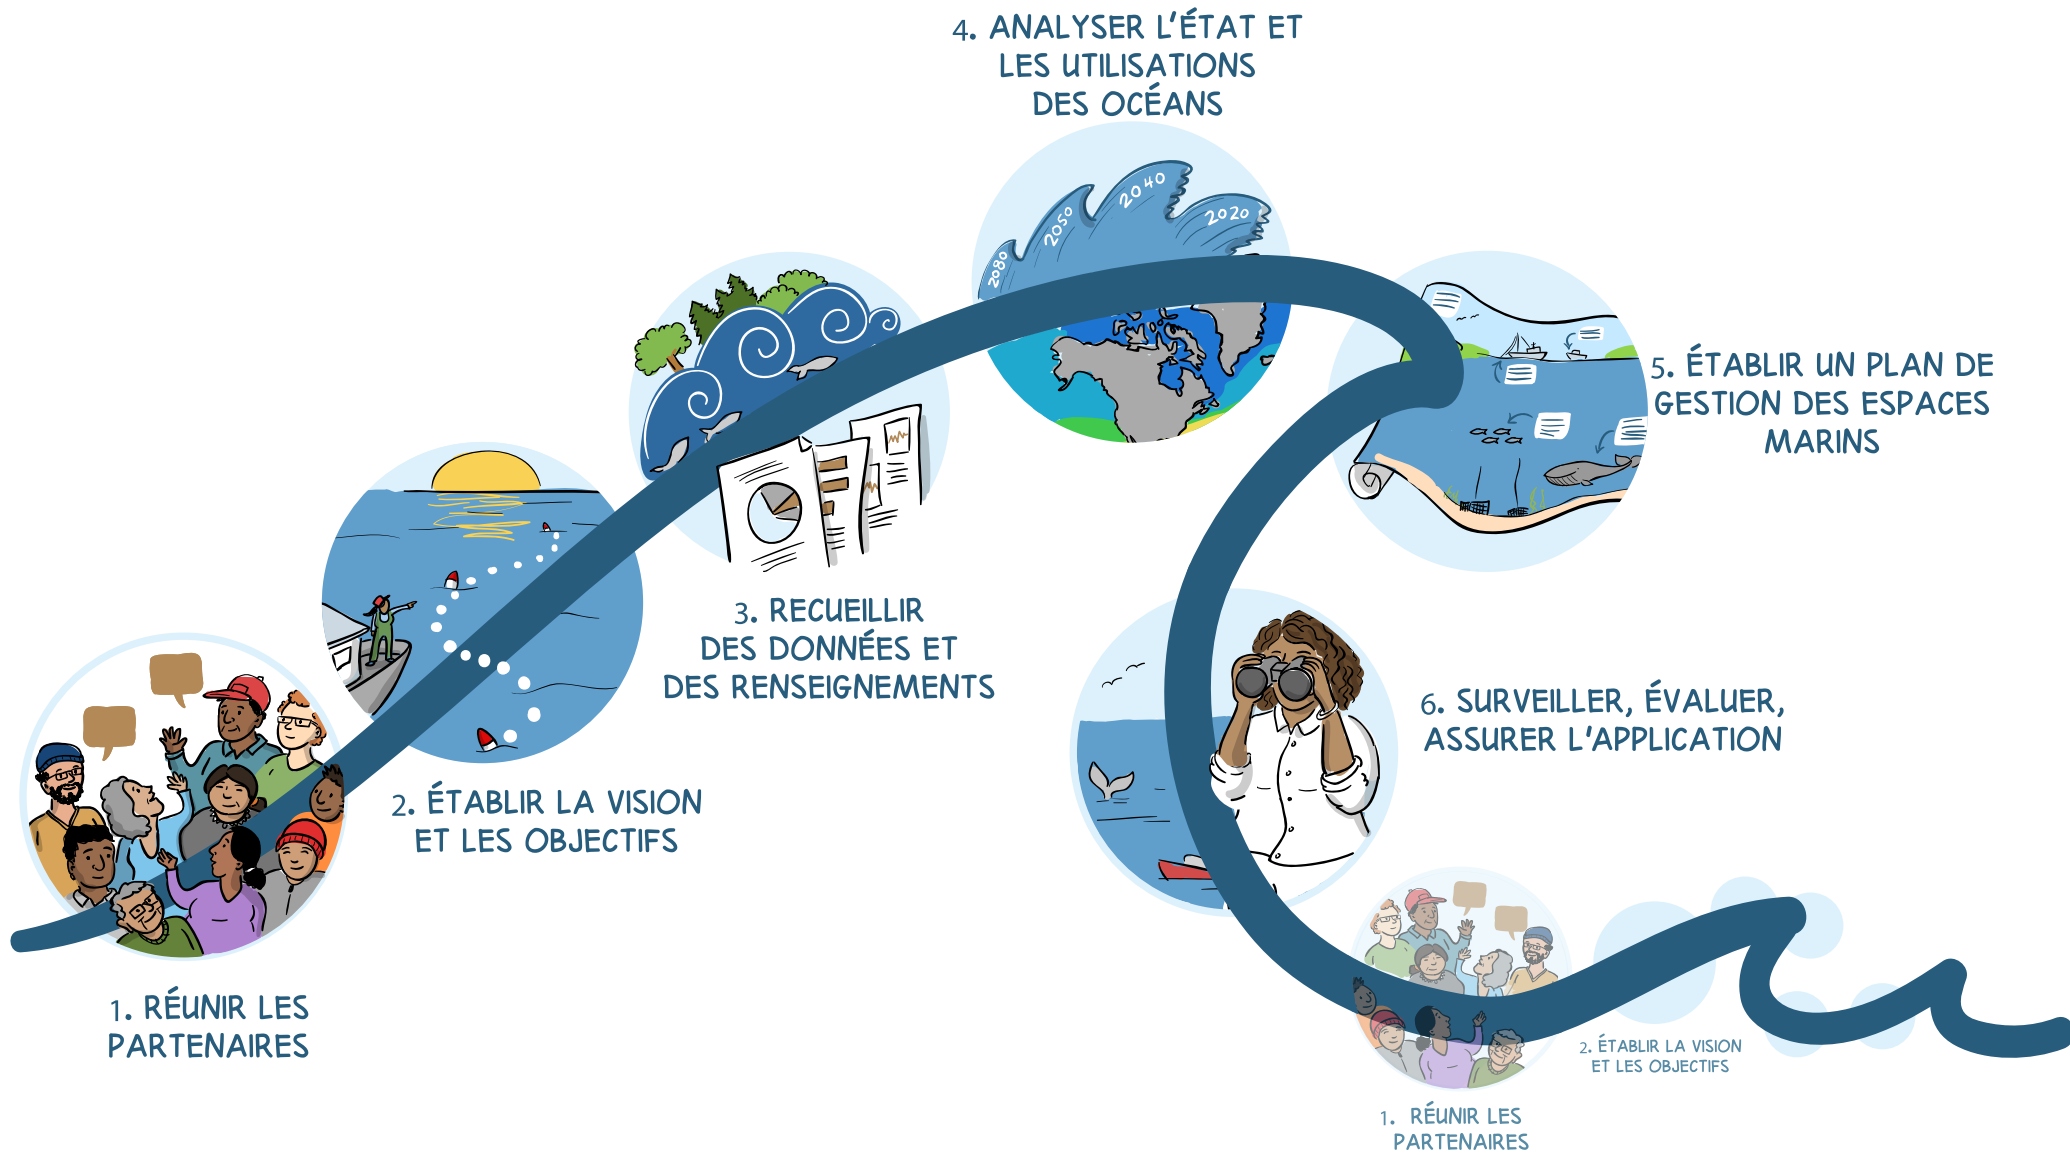 4. ANALYSER L'ÉTAT ET
LES UTILISATIONS
DES OCÉANS
2080
2050
2040
2020
5. ÉTABLIR UN PLAN DE
GESTION DES ESPACES
MARINS
3. RECUEILLIR
DES DONNÉES ET
DES RENSEIGNEMENTS
6. SURVEILLER, ÉVALUER,
ASSURER L'APPLICATION
2. ÉTABLIR LA VISION
ET LES OBJECTIFS
1. RÉUNIR LES
PARTENAIRES
2. ÉTABLIR LA VISION
ET LES OBJECTIFS
1. RÉUNIR LES
PARTENAIRES